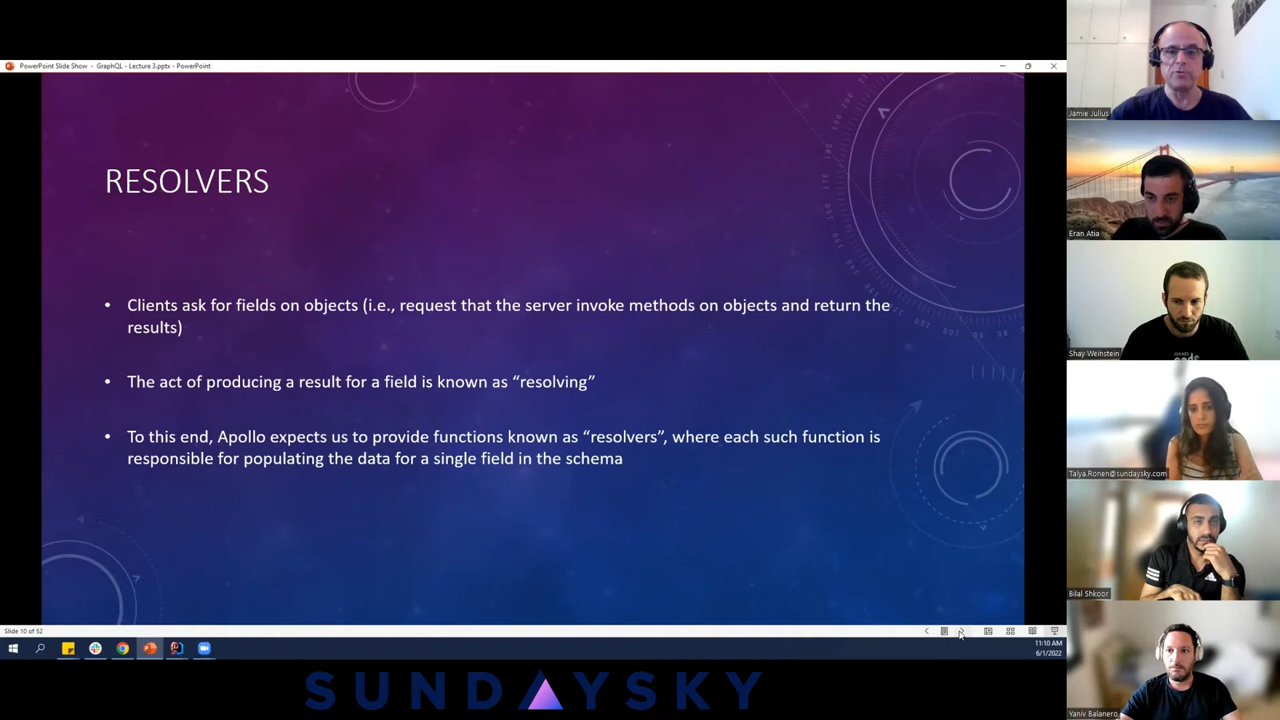 PowerPoint Slide Show - GraphQL - Lecture 3.pptx - PowerPoint
RESOLVERS
• Clients ask for fields on objects (i.e., request that the server invoke methods on objects and return the
results)
• The act of producing a result for a field is known as “resolving”
• To this end, Apollo expects us to provide functions known as “resolvers”, where each such function is
responsible for populating the data for a single field in the schema
Slide 10 of 52
11:10 AM
6/1/2022
SUNDAYSKY
Jamie Julius
Eran Atia
Shay Weinstein
Talya.Ronen@sundaysky.com
Bilal Shkoor
Yaniv Balanero